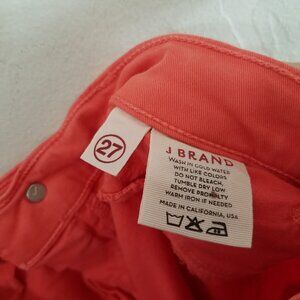 27
J BRAND
WASH IN COLD WATER
WITH LIKE COLORS
DO NOT BLEACH.
TUMBLE DRY LOW
REMOVE PROMPTLY
WARM IRON IF NEEDED
MADE IN CALIFORNIA, USA